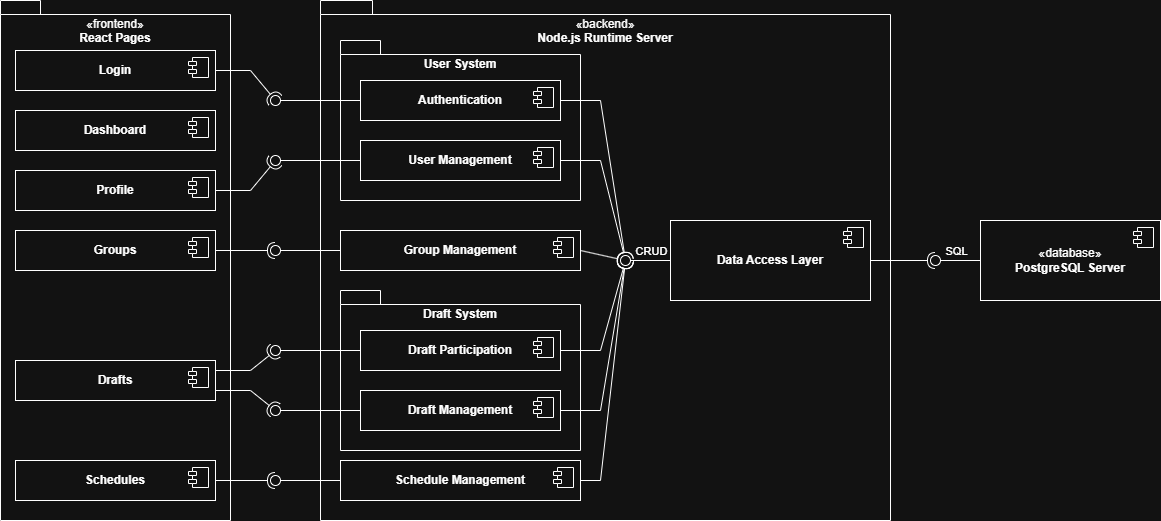 «frontend»
React Pages
Login
Dashboard
Profile
Groups
Drafts
Schedules
«backend»
Node.js Runtime Server
User System
Authentication
User Management
Group Management
Draft System
Draft Participation
Draft Management
Schedule Management
CRUD
Data Access Layer
SQL
«database»
PostgreSQL Server